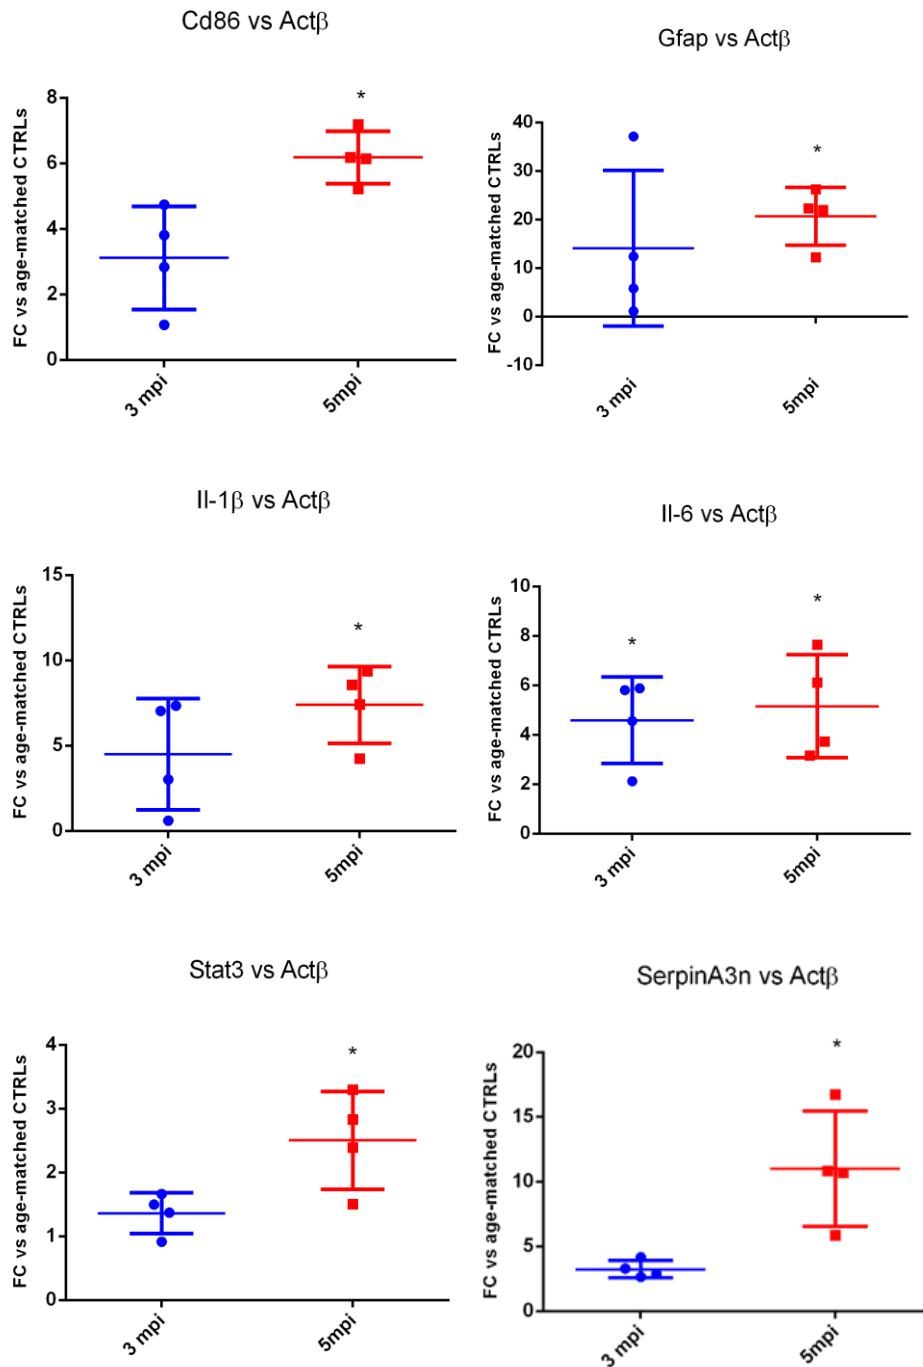 Cd86 vs Actβ
FC vs age-matched CTRLs
8
6
4
2
0
*
3 mpi
5mpi
Gfap vs Actβ
FC vs age-matched CTRLs
40
30
20
10
0
-10
*
3 mpi
5mpi
Il-1β vs Actβ
FC vs age-matched CTRLs
15
10
5
0
*
3 mpi
5mpi
Il-6 vs Actβ
FC vs age-matched CTRLs
10
8
6
4
2
0
*
*
3 mpi
5mpi
Stat3 vs Actβ
FC vs age-matched CTRLs
4
3
2
1
0
*
3 mpi
5mpi
SerpinA3n vs Actβ
FC vs age-matched CTRLs
20
15
10
5
0
*
3 mpi
5mpi